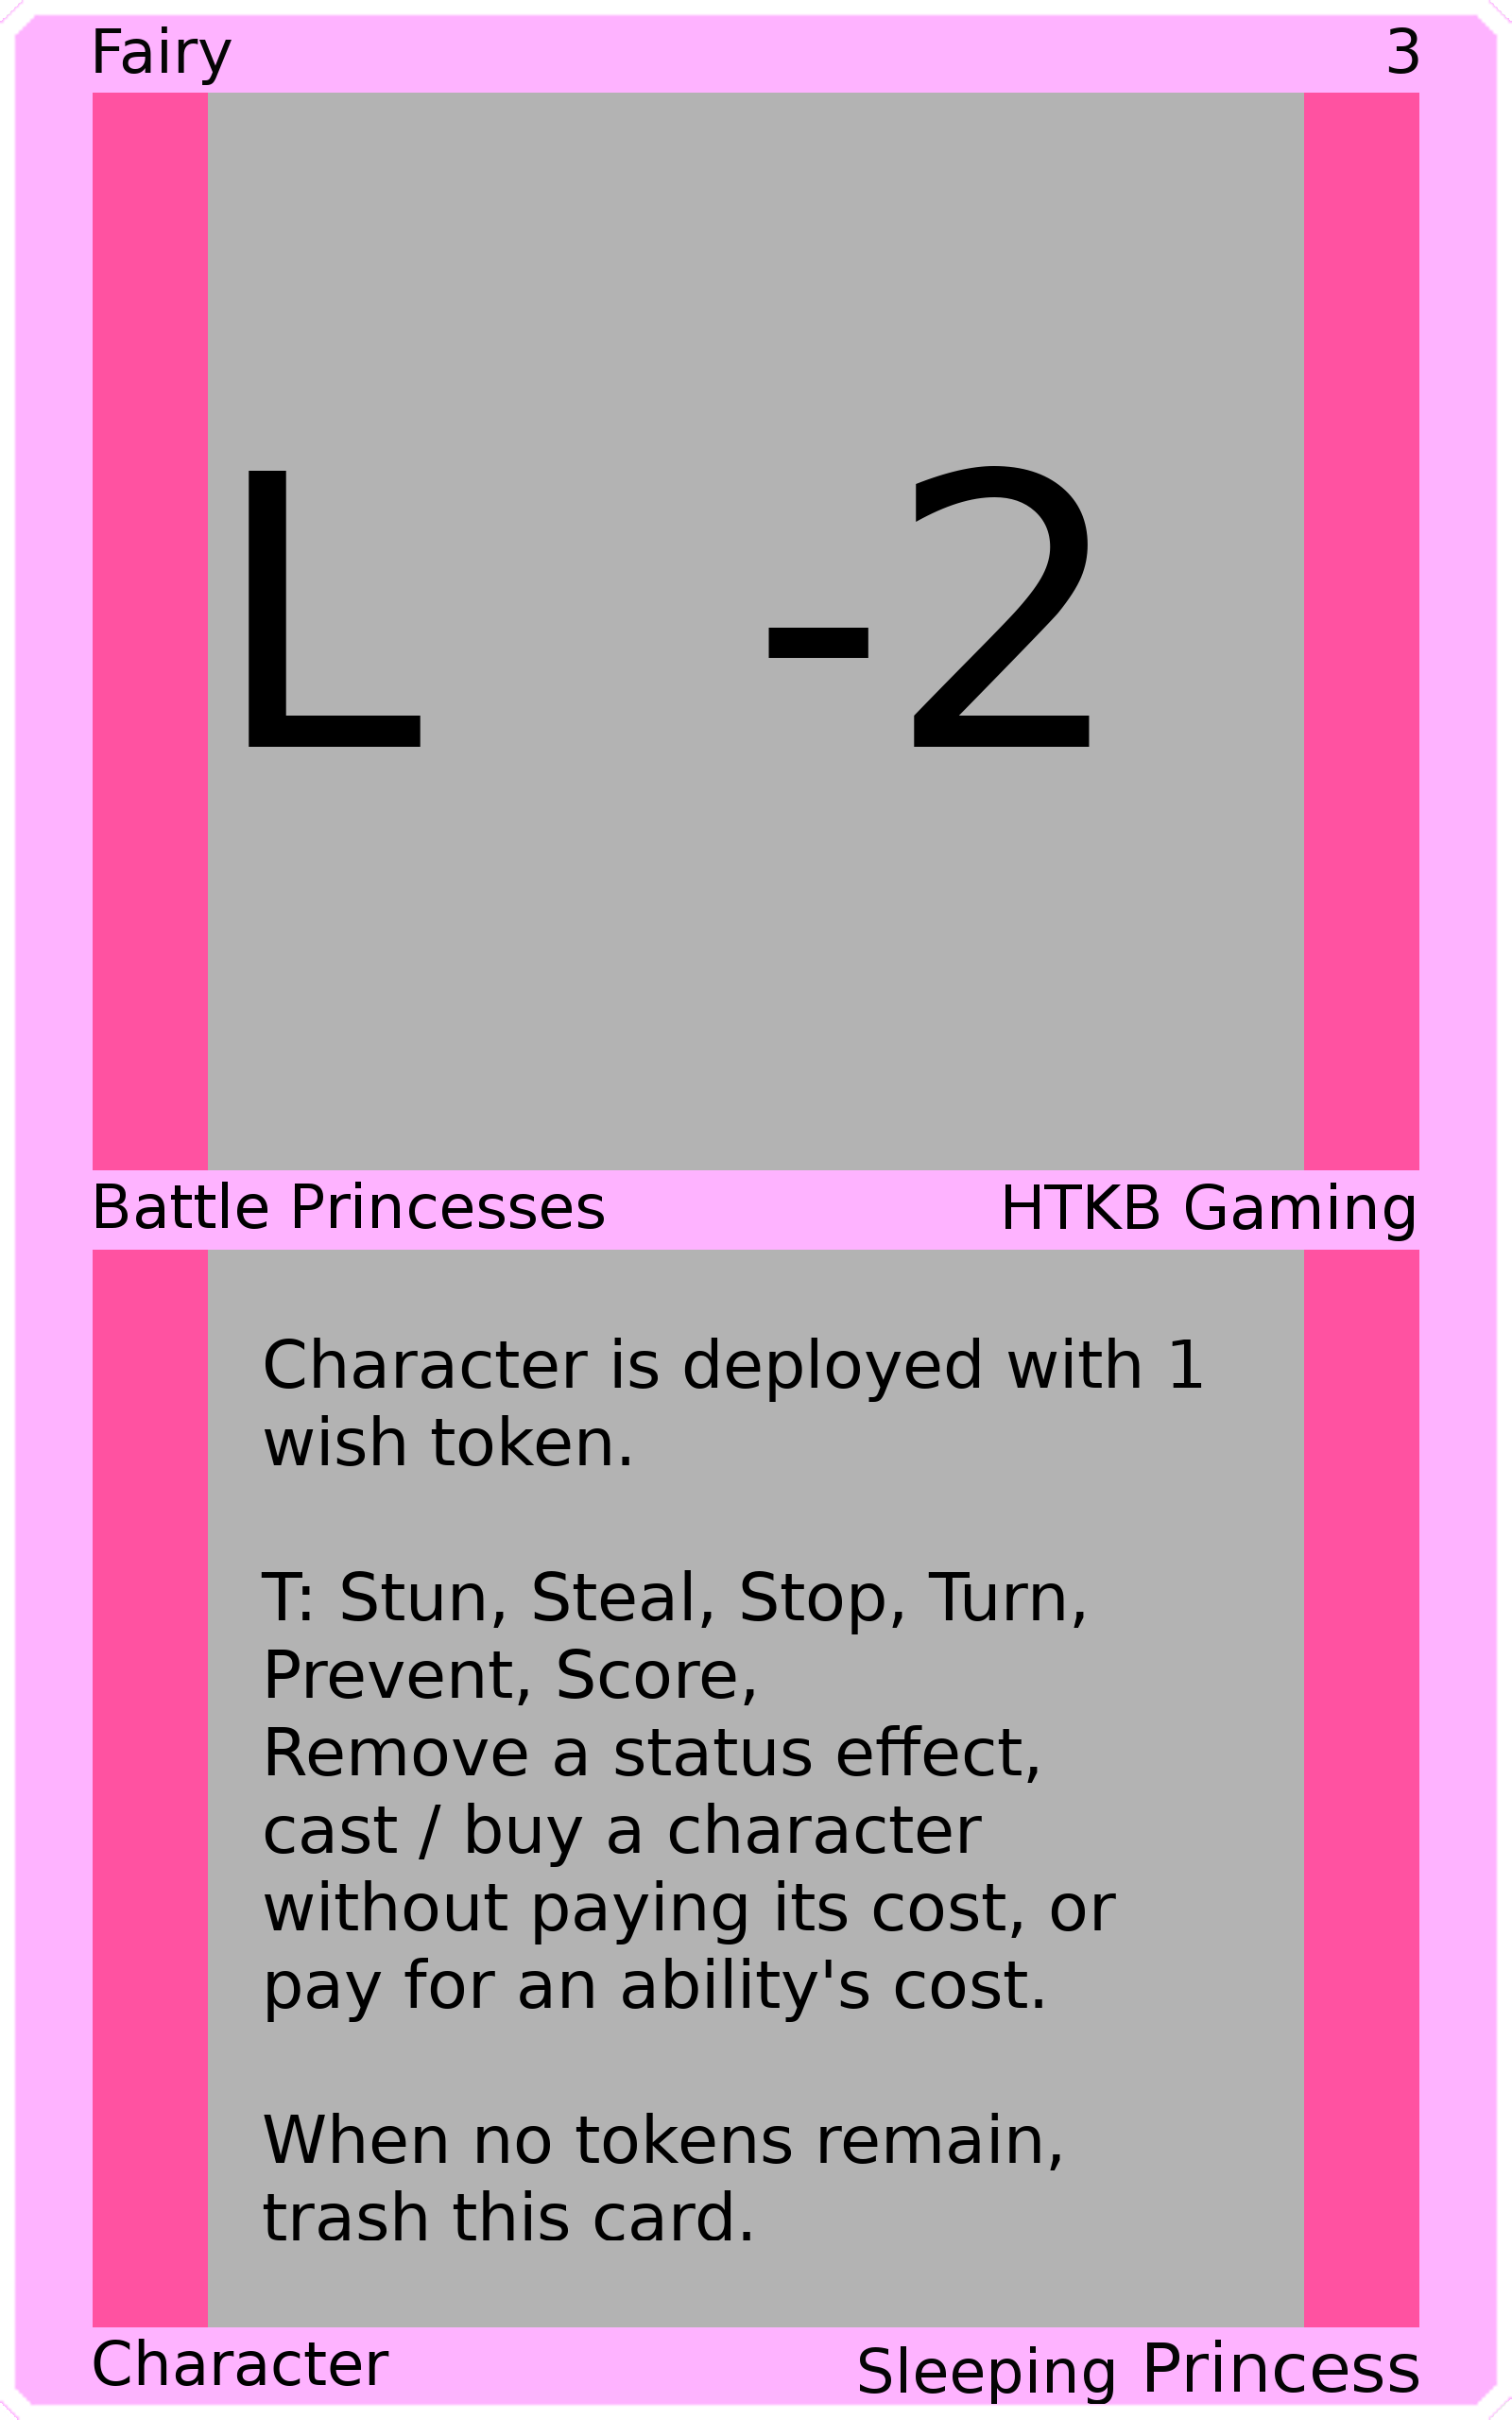 Fairy 3
L -2
Battle Princesses HTKB Gaming
Character is deployed with 1
wish token.
T: Stun, Steal, Stop, Turn,
Prevent, Score,
Remove a status effect,
cast / buy a character
without paying its cost, or
pay for an ability's cost.
When no tokens remain,
trash this card.
Character Sleeping Princess